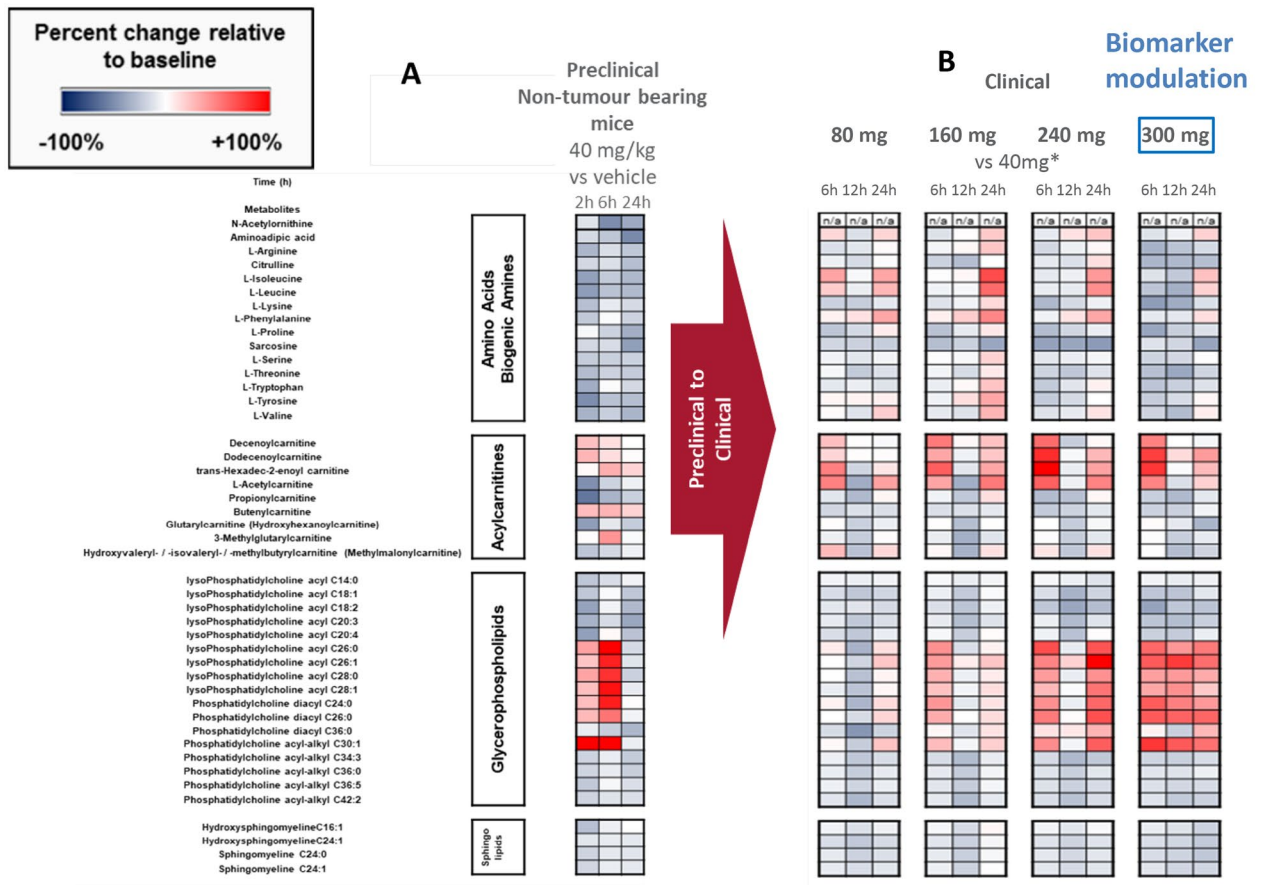 Percent change relative
to baseline
-100%
+100%
A
Preclinical
Non-tumour bearing
mice
40 mg/kg
vs vehicle
2h 6h 24h
B
Clinical
Biomarker
modulation
80 mg
160 mg
240 mg
300 mg
vs 40mg*
6h 12h 24h
6h 12h 24h
6h 12h 24h
6h 12h 24h
n/a n/a n/a
n/a n/a n/a
n/a n/a n/a
n/a n/a n/a
Time (h)
Metabolites
N-Acetylornithine
Aminoadipic acid
L-Arginine
Citrulline
L-Isoleucine
L-Leucine
L-Lysine
L-Phenylalanine
L-Proline
Sarcosine
L-Serine
L-Threonine
L-Tryptophan
L-Tyrosine
L-Valine
Amino Acids
Biogenic Amines
Preclinical to
Clinical
Decenoylcarnitine
Dodecenoylcarnitine
trans-Hexadec-2-enoyl carnitine
L-Acetylcarnitine
Propionylcarnitine
Butenylcarnitine
Glutarylcarnitine (Hydroxyhexanoylcarnitine)
3-Methylglutarylcarnitine
Hydroxyvaleryl- / -isovaleryl- / -methylbutyrylcarnitine (Methylmalonylcarnitine)
Acylcarnitines
lysoPhosphatidylcholine acyl C14:0
lysoPhosphatidylcholine acyl C18:1
lysoPhosphatidylcholine acyl C18:2
lysoPhosphatidylcholine acyl C20:3
lysoPhosphatidylcholine acyl C20:4
lysoPhosphatidylcholine acyl C26:0
lysoPhosphatidylcholine acyl C26:1
lysoPhosphatidylcholine acyl C28:0
lysoPhosphatidylcholine acyl C28:1
Phosphatidylcholine diacyl C24:0
Phosphatidylcholine diacyl C26:0
Phosphatidylcholine diacyl C36:0
Phosphatidylcholine acyl-alkyl C30:1
Phosphatidylcholine acyl-alkyl C34:3
Phosphatidylcholine acyl-alkyl C36:0
Phosphatidylcholine acyl-alkyl C36:5
Phosphatidylcholine acyl-alkyl C42:2
Glycerophospholipids
HydroxysphingomyelineC16:1
HydroxysphingomyelineC24:1
Sphingomyeline C24:0
Sphingomyeline C24:1
Sphingo
lipids